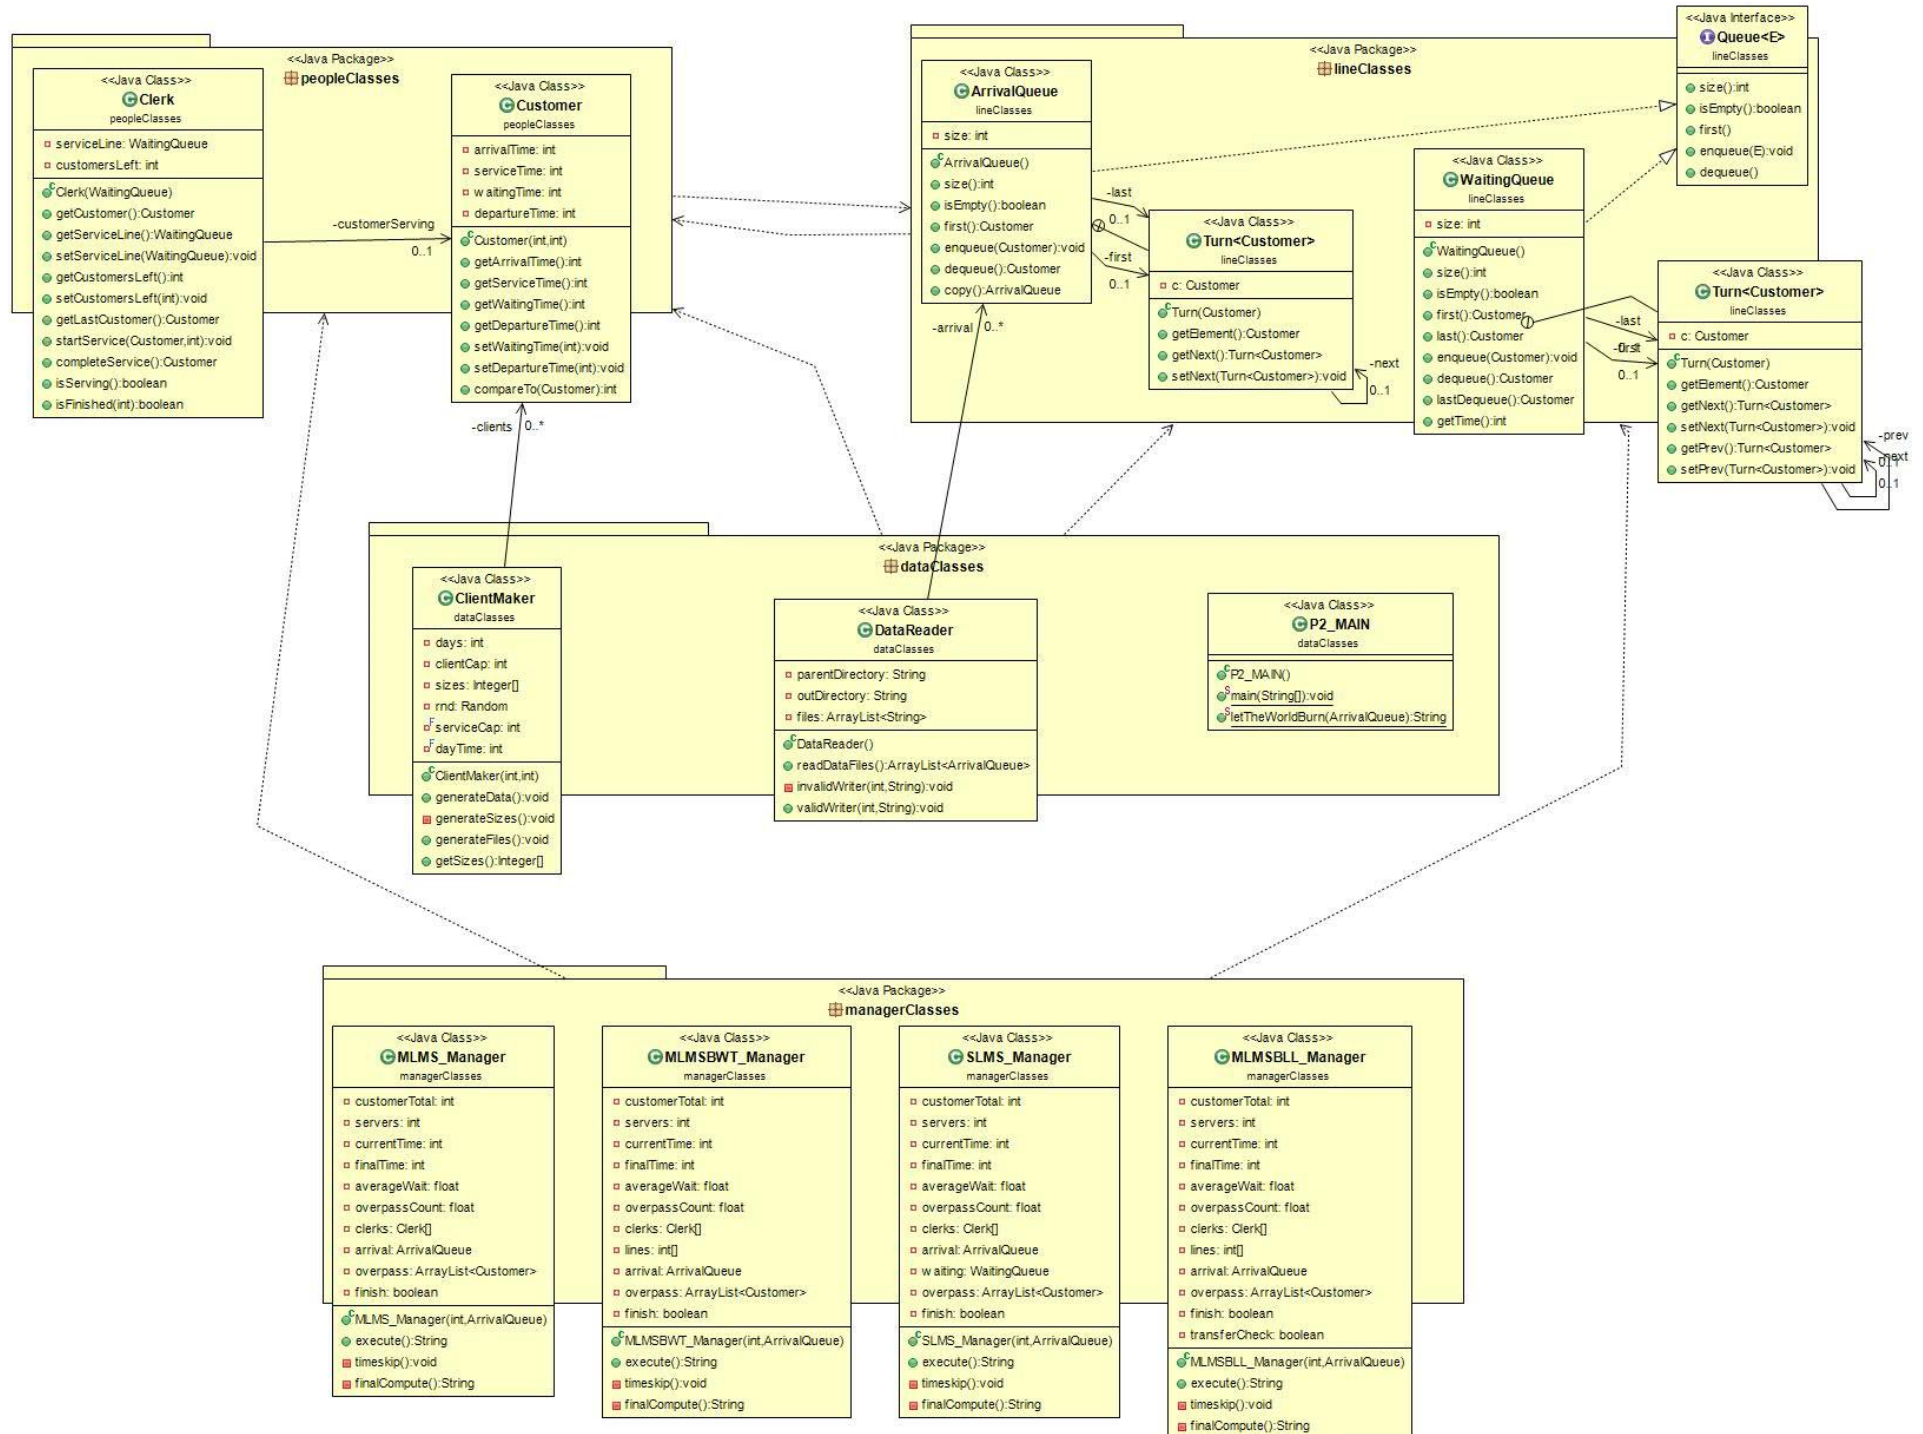 <<Java Package>>
peopleClasses
<<Java Class>>
Clerk
peopleClasses
serviceLine: WaitingQueue
customersLeft: int
Clerk(WaitingQueue)
getCustomer():Customer
getServiceLine():WaitingQueue
setServiceLine(WaitingQueue):void
getCustomersLeft():int
setCustomersLeft(int):void
getLastCustomer():Customer
startService(Customer,int):void
completeService():Customer
isServing():boolean
isFinished(int):boolean
-customerServing
0..1
<<Java Class>>
Customer
peopleClasses
arrivalTime: int
serviceTime: int
waitingTime: int
departureTime: int
Customer(int,int)
getArrivalTime():int
getServiceTime():int
getWaitingTime():int
getDepartureTime():int
setWaitingTime(int):void
setDepartureTime(int):void
compareTo(Customer):int
-clients
0..*
<<Java Package>>
lineClasses
<<Java Class>>
ArrivalQueue
lineClasses
size: int
ArrivalQueue()
size():int
isEmpty():boolean
first():Customer
enqueue(Customer):void
dequeue():Customer
copy():ArrivalQueue
-arrival
0..*
-last
0..1
-first
0..1
<<Java Class>>
Turn<Customer>
lineClasses
c: Customer
Turn(Customer)
getElement():Customer
getNext():Turn<Customer>
setNext(Turn<Customer>):void
-next
0..1
<<Java Class>>
WaitingQueue
lineClasses
size: int
WaitingQueue()
size():int
isEmpty():boolean
first():Customer
last():Customer
enqueue(Customer):void
dequeue():Customer
lastDequeue():Customer
getTime():int
<<Java Interface>>
Queue<E>
lineClasses
size():int
isEmpty():boolean
first()
enqueue(E):void
dequeue()
-last
0..1
<<Java Class>>
Turn<Customer>
lineClasses
c: Customer
Turn(Customer)
getElement():Customer
getNext():Turn<Customer>
setNext(Turn<Customer>):void
getPrev():Turn<Customer>
setPrev(Turn<Customer>):void
-prev
0..1
<<Java Package>>
dataClasses
<<Java Class>>
ClientMaker
dataClasses
days: int
clientCap: int
sizes: Integer[]
rnd: Random
serviceCap: int
dayTime: int
ClientMaker(int,int)
generateData():void
generateSizes():void
generateFiles():void
getSizes():Integer[]
<<Java Class>>
DataReader
dataClasses
parentDirectory: String
outDirectory: String
files: ArrayList<String>
DataReader()
readDataFiles():ArrayList<ArrivalQueue>
invalidWriter(int,String):void
validWriter(int,String):void
<<Java Class>>
P2_MAIN
dataClasses
P2_MAIN()
main(String[]):void
letTheWorldBurn(ArrivalQueue):String
<<Java Package>>
managerClasses
<<Java Class>>
MLMS_Manager
managerClasses
customerTotal: int
servers: int
currentTime: int
finalTime: int
averageWait: float
overpassCount: float
clerks: Clerk[]
arrival: ArrivalQueue
overpass: ArrayList<Customer>
finish: boolean
MLMS_Manager(int,ArrivalQueue)
execute():String
timeskip():void
finalCompute():String
<<Java Class>>
MLMSBWT_Manager
managerClasses
customerTotal: int
servers: int
currentTime: int
finalTime: int
averageWait: float
overpassCount: float
clerks: Clerk[]
lines: int[]
arrival: ArrivalQueue
overpass: ArrayList<Customer>
finish: boolean
MLMSBWT_Manager(int,ArrivalQueue)
execute():String
timeskip():void
finalCompute():String
<<Java Class>>
SLMS_Manager
managerClasses
customerTotal: int
servers: int
currentTime: int
finalTime: int
averageWait: float
overpassCount: float
clerks: Clerk[]
arrival: ArrivalQueue
waiting: WaitingQueue
overpass: ArrayList<Customer>
finish: boolean
SLMS_Manager(int,ArrivalQueue)
execute():String
timeskip():void
finalCompute():String
<<Java Class>>
MLMSBLL_Manager
managerClasses
customerTotal: int
servers: int
currentTime: int
finalTime: int
averageWait: float
overpassCount: float
clerks: Clerk[]
lines: int[]
arrival: ArrivalQueue
overpass: ArrayList<Customer>
finish: boolean
transferCheck: boolean
MLMSBLL_Manager(int,ArrivalQueue)
execute():String
timeskip():void
finalCompute():String